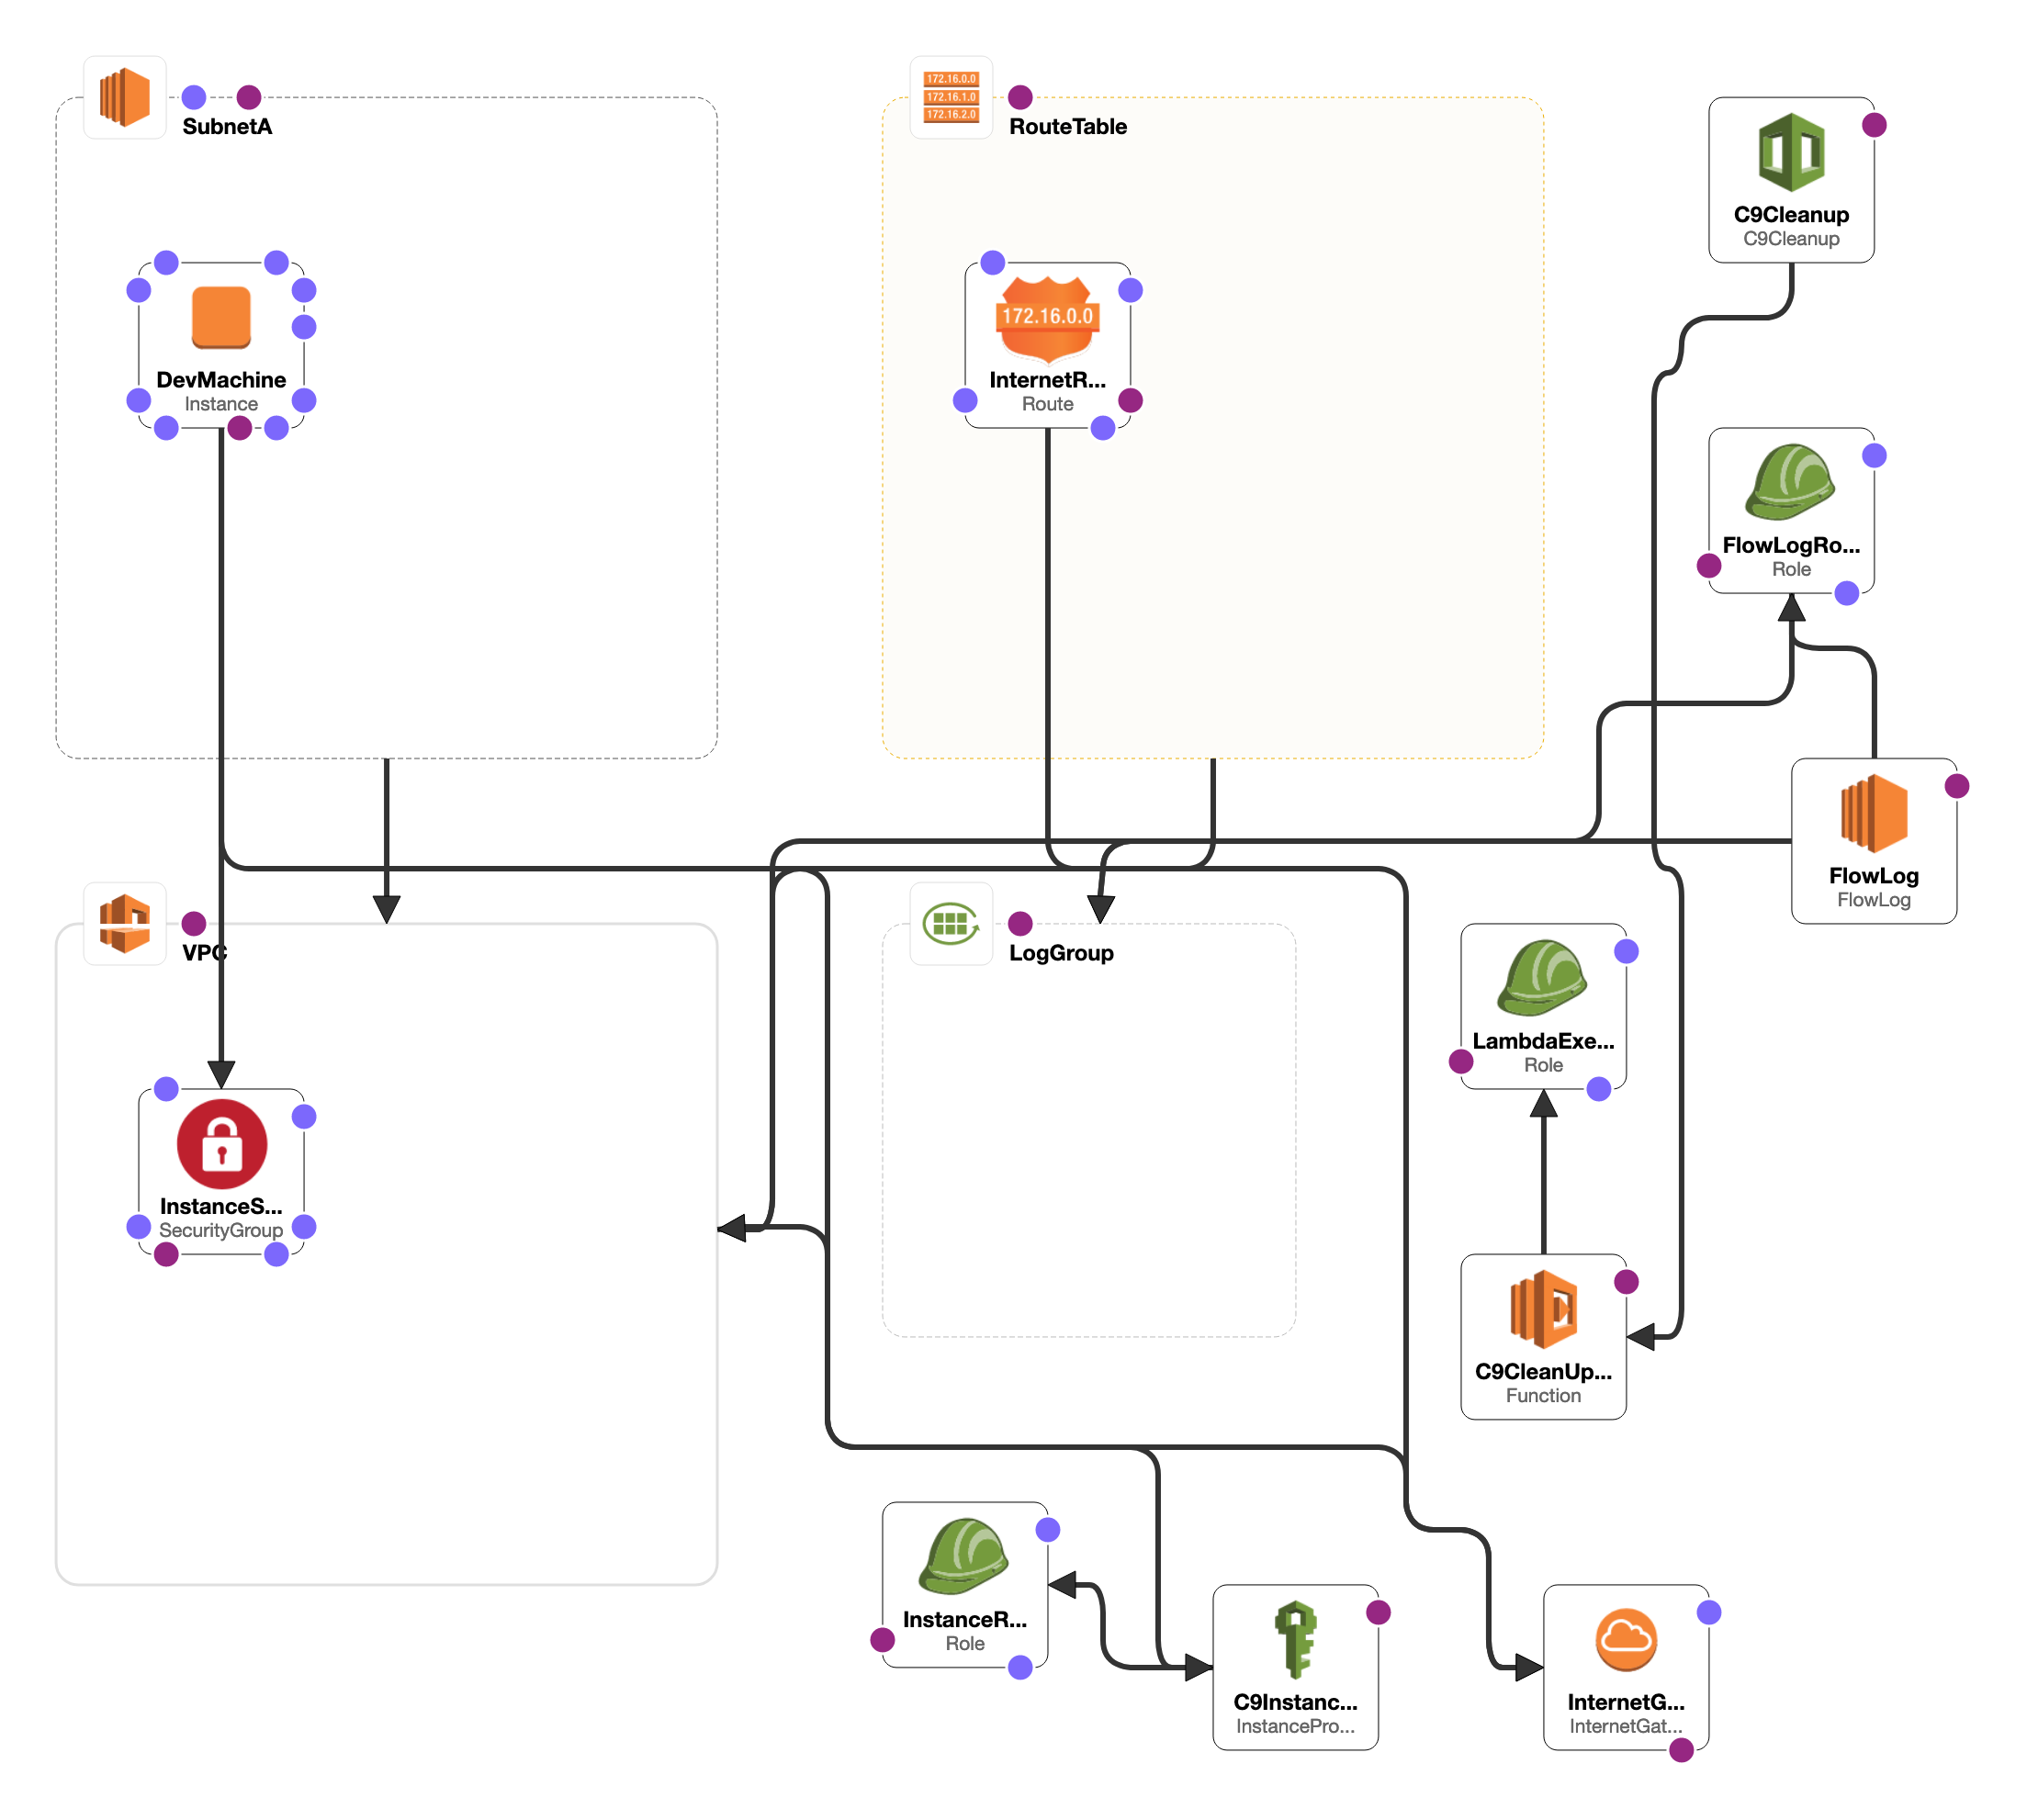 SubnetA
172.16.0.0
172.16.1.0
172.16.2.0
RouteTable
C9Cleanup
C9Cleanup
DevMachine
Instance
172.16.0.0
InternetR...
Route
FlowLogRo...
Role
FlowLog
FlowLog
VPC
LogGroup
LambdaExe...
Role
InstanceS...
SecurityGroup
C9CleanUp...
Function
InstanceR...
Role
C9Instanc...
InstancePro...
InternetG...
InternetGat...